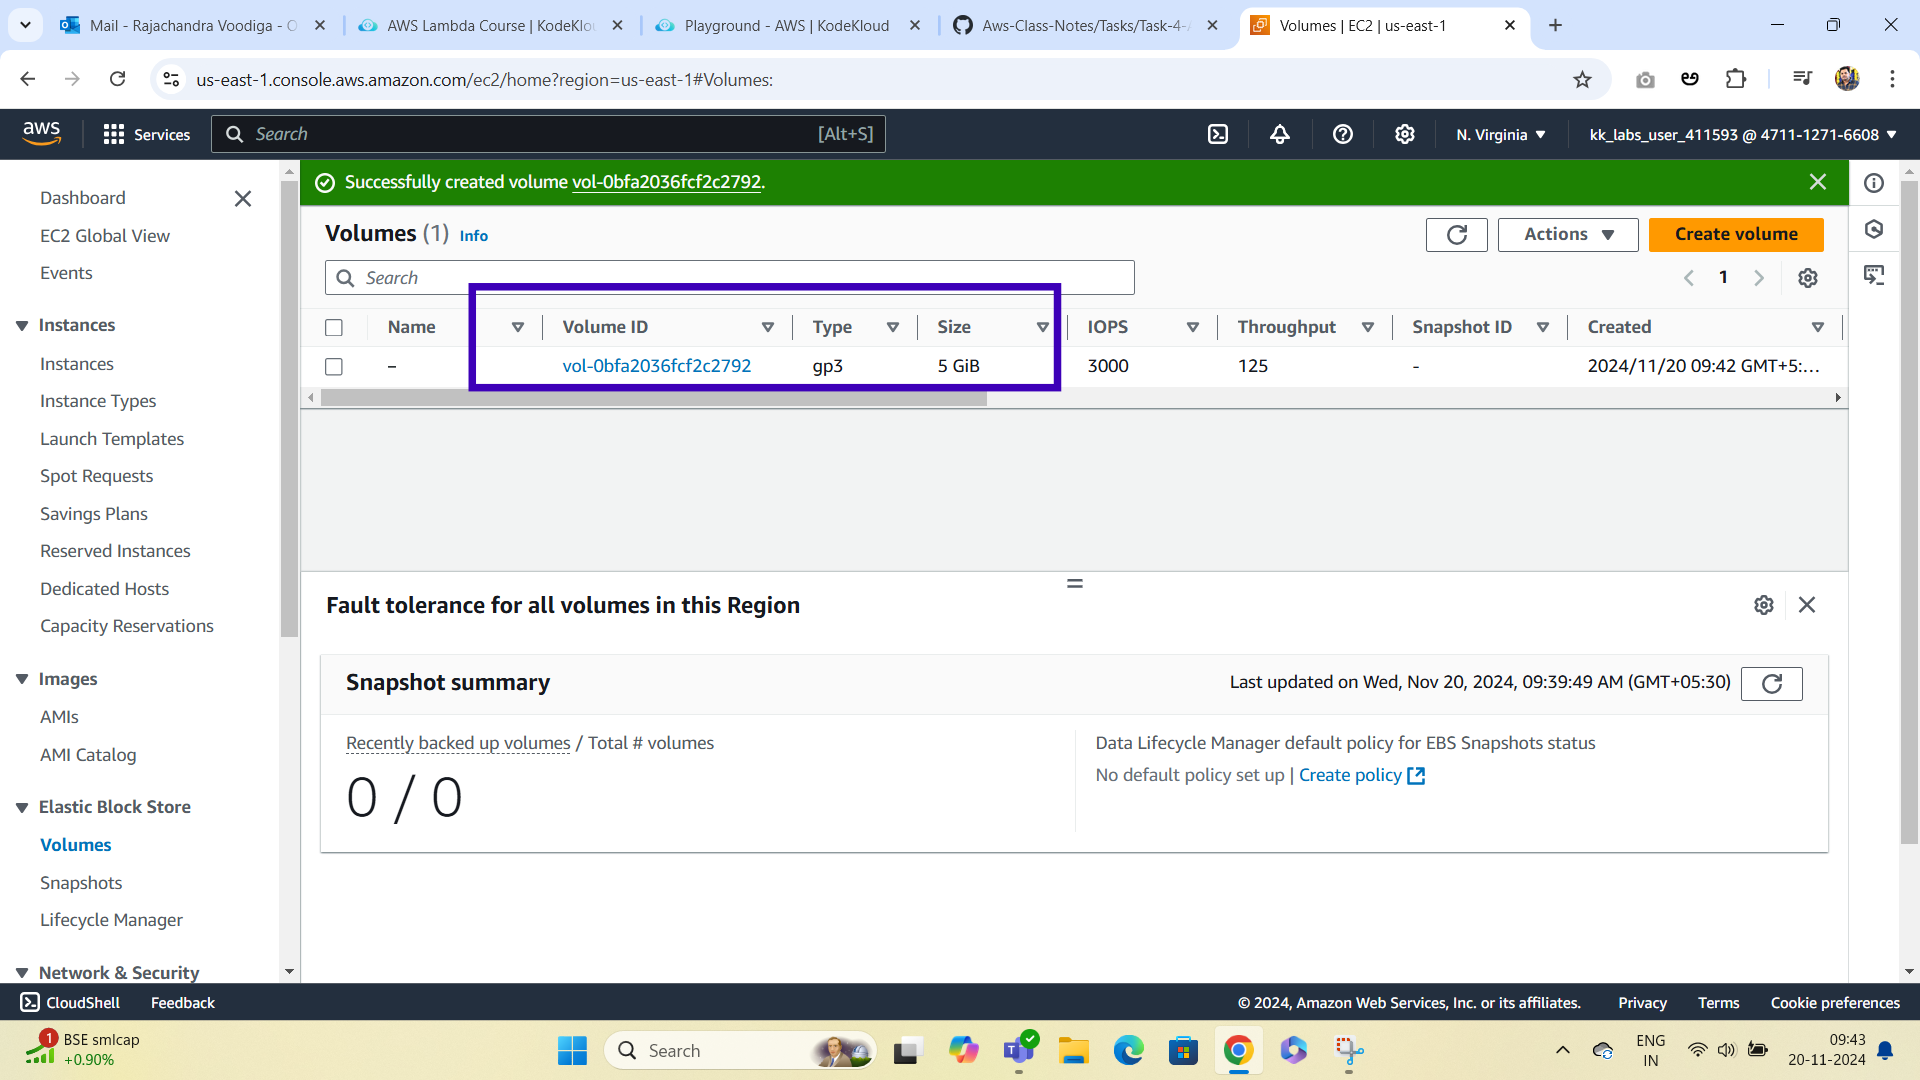 Mail - Rajachandra Voodiga - O
AWS Lambda Course | KodeKlou
Playground - AWS | KodeKloud
Aws-Class-Notes/Tasks/Task-4-A
Volumes | EC2 | us-east-1
us-east-1.console.aws.amazon.com/ec2/home?region=us-east-1#Volumes:
aws
Services
Search
[Alt+S]
N. Virginia
kk_labs_user_411593 @ 4711-1271-6608
Dashboard
EC2 Global View
Events
Instances
Instances
Instance Types
Launch Templates
Spot Requests
Savings Plans
Reserved Instances
Dedicated Hosts
Capacity Reservations
Images
AMIs
AMI Catalog
Elastic Block Store
Volumes
Snapshots
Lifecycle Manager
Network & Security
Successfully created volume vol-0bfa2036fcf2c2792.
Volumes (1) Info
Actions
Create volume
Search
1
Name Volume ID Type Size IOPS Throughput Snapshot ID Created
– vol-0bfa2036fcf2c2792 gp3 5 GiB 3000 125 - 2024/11/20 09:42 GMT+5:...
Fault tolerance for all volumes in this Region
Snapshot summary
Last updated on Wed, Nov 20, 2024, 09:39:49 AM (GMT+05:30)
Recently backed up volumes / Total # volumes
0 / 0
Data Lifecycle Manager default policy for EBS Snapshots status
No default policy set up | Create policy
CloudShell
Feedback
© 2024, Amazon Web Services, Inc. or its affiliates.
Privacy
Terms
Cookie preferences
1
BSE smlcap
+0.90%
Search
ENG
IN
09:43
20-11-2024